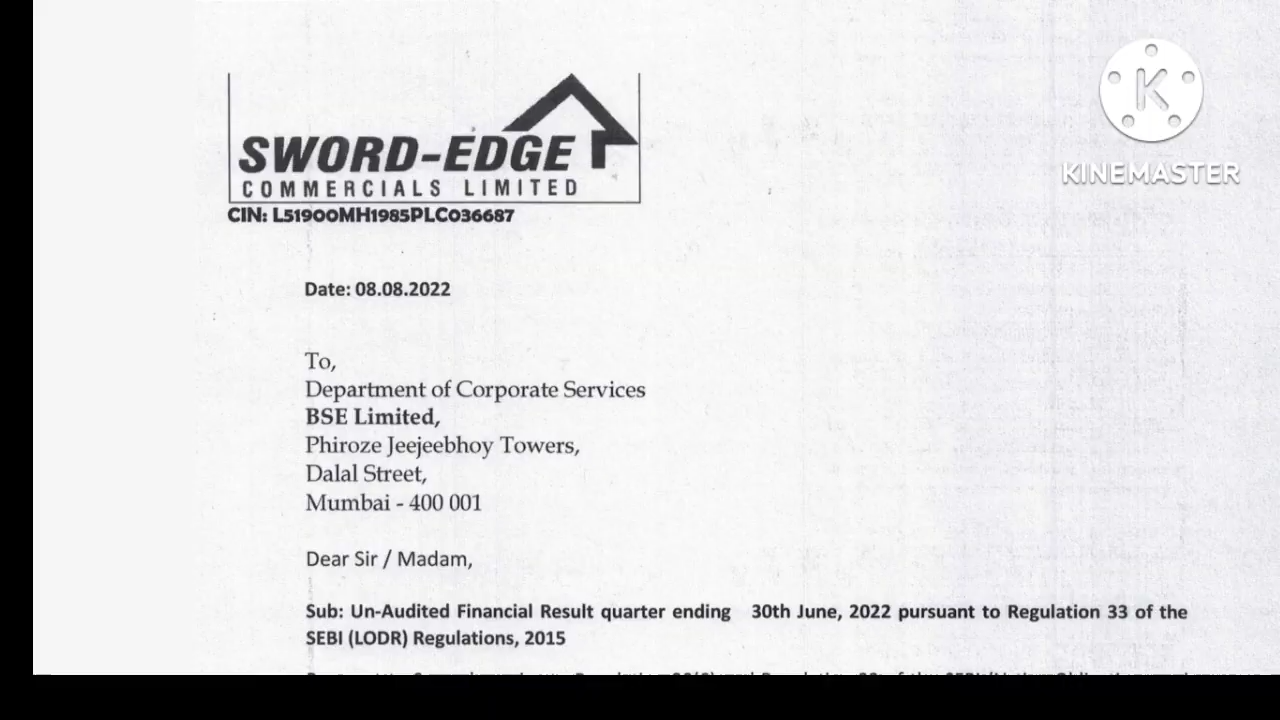 SWORD-EDGE
COMMERCIALS LIMITED
CIN: L51900MH1985PLC036687
KINEMASTER
Date: 08.08.2022
To,
Department of Corporate Services
BSE Limited,
Phiroze Jeejeebhoy Towers,
Dalal Street,
Mumbai - 400 001
Dear Sir / Madam,
Sub: Un-Audited Financial Result quarter ending 30th June, 2022 pursuant to Regulation 33 of the
SEBI (LODR) Regulations, 2015